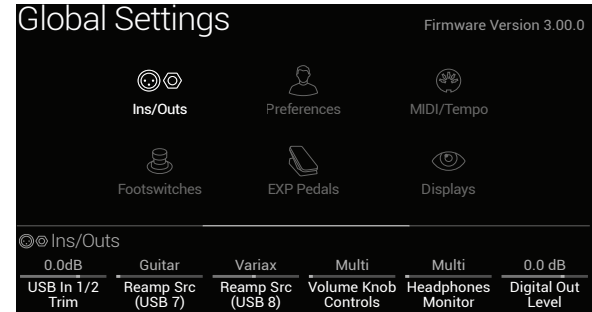 Global Settings
Firmware Version 3.00.0
Ins/Outs
Preferences
MIDI/Tempo
Footswitches
EXP Pedals
Displays
Ins/Outs
0.0dB
Guitar
Variax
Multi
Multi
0.0 dB
USB In 1/2
Trim
Reamp Src
(USB 7)
Reamp Src
(USB 8)
Volume Knob
Controls
Headphones
Monitor
Digital Out
Level